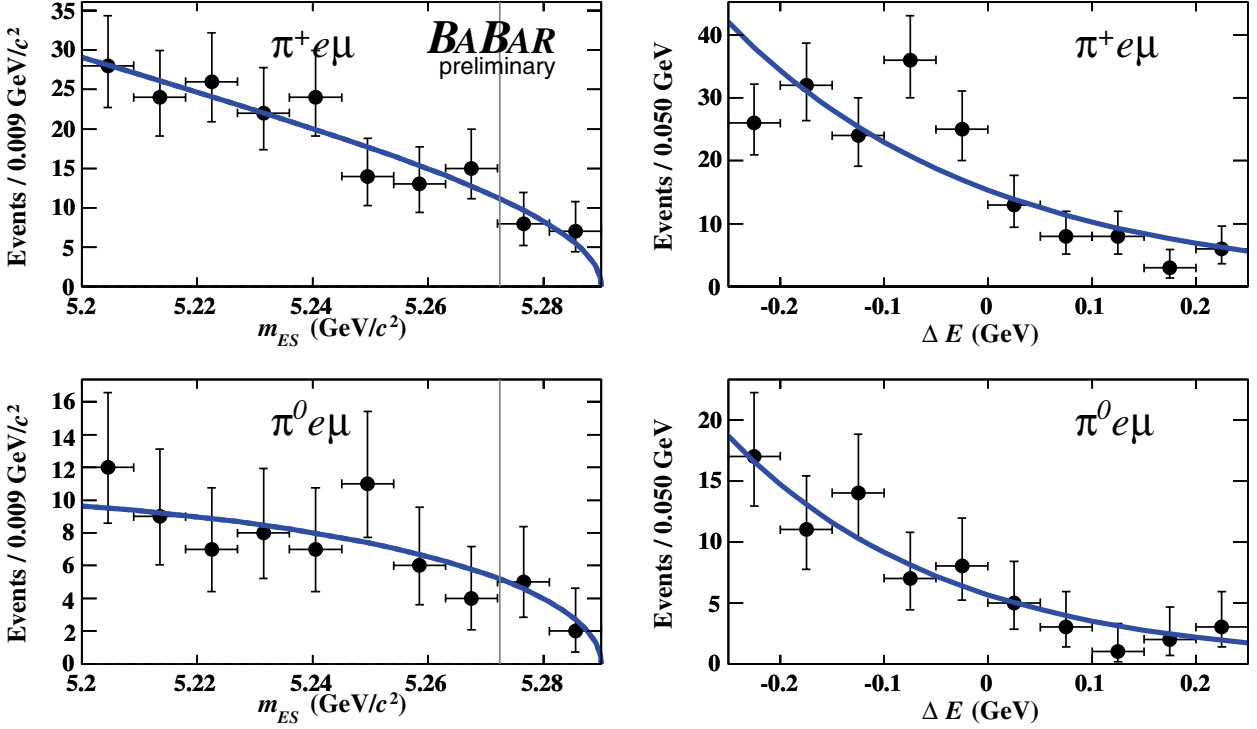 π⁺eμ
BABAR
preliminary
Events / 0.009 GeV/c²
35
30
25
20
15
10
5
0
5.2 5.22 5.24 5.26 5.28
m_ES (GeV/c²)
π⁺eμ
Events / 0.050 GeV
40
30
20
10
0
-0.2 -0.1 0 0.1 0.2
Δ E (GeV)
π⁰eμ
Events / 0.009 GeV/c²
16
14
12
10
8
6
4
2
0
5.2 5.22 5.24 5.26 5.28
m_ES (GeV/c²)
π⁰eμ
Events / 0.050 GeV
20
15
10
5
0
-0.2 -0.1 0 0.1 0.2
Δ E (GeV)